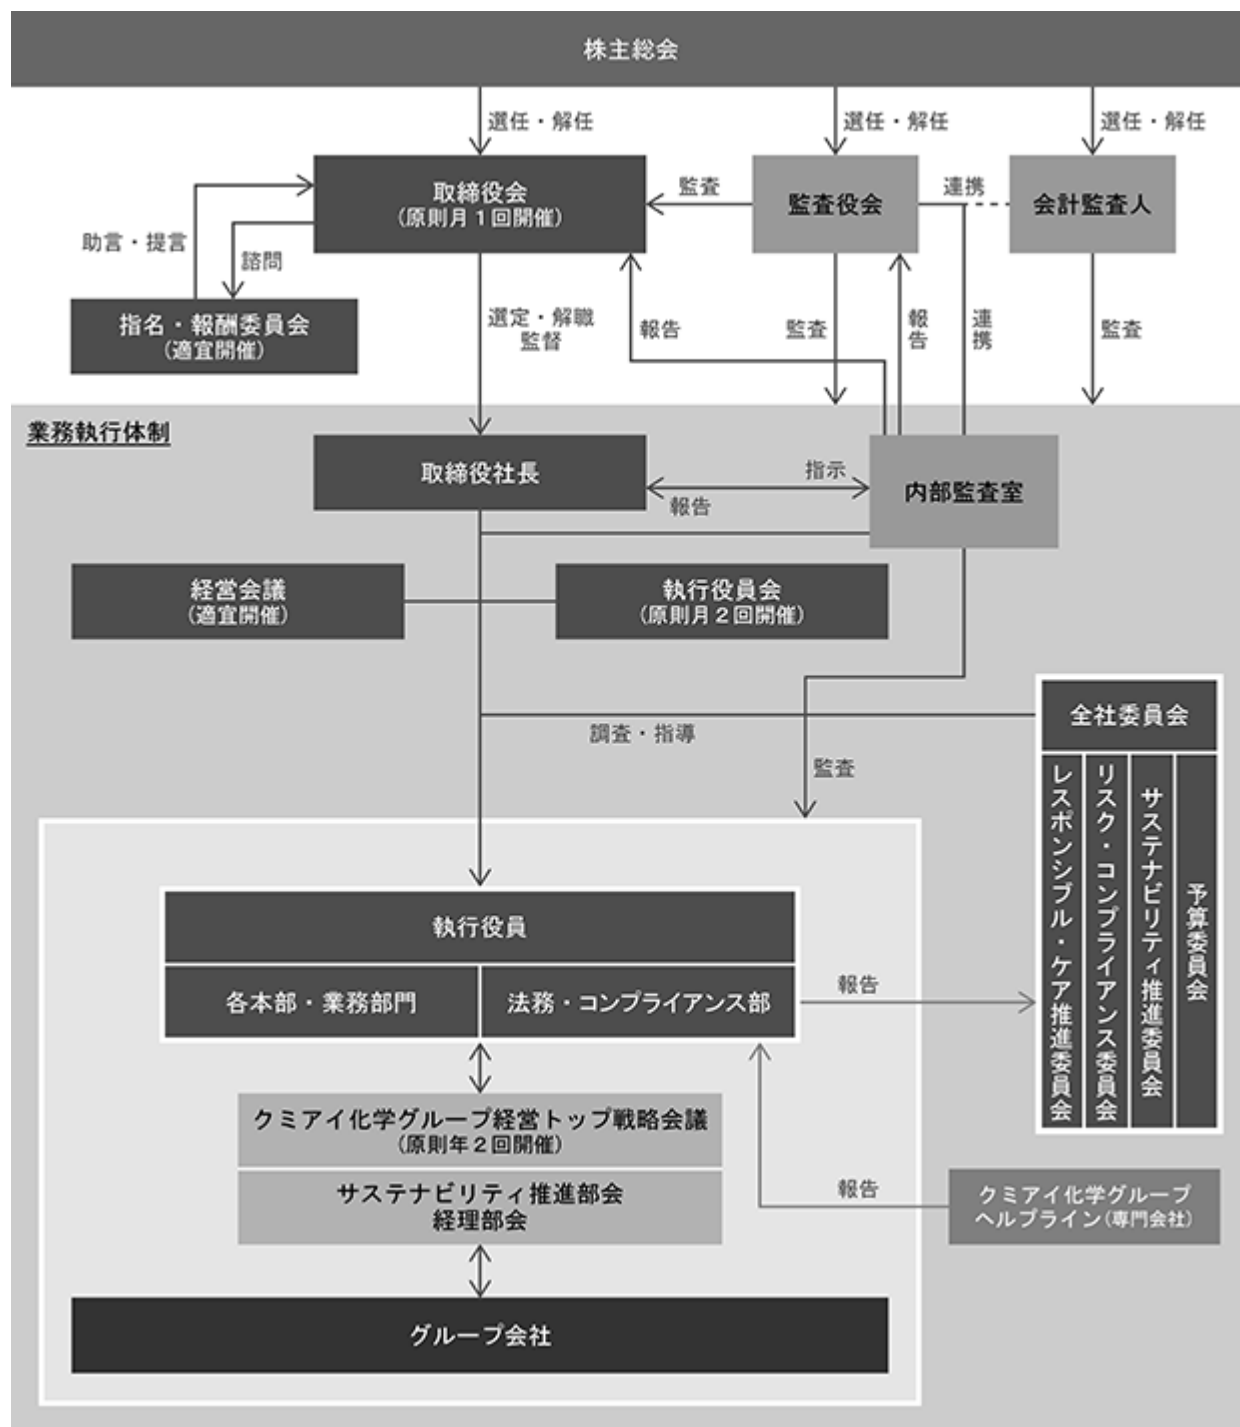 株主総会
選任・解任
選任・解任
選任・解任
取締役会
(原則月1回開催)
監査
監査役会
連携
会計監査人
助言・提言
諮問
指名・報酬委員会
(適宜開催)
選定・解職
監督
報告
監査
報告
連携
監査
業務執行体制
取締役社長
指示
報告
内部監査室
経営会議
(適宜開催)
執行役員会
(原則月2回開催)
全社委員会
調査・指導
監査
レスポンシブル・ケア推進委員会
リスク・コンプライアンス委員会
サステナビリティ推進委員会
予算委員会
執行役員
各本部・業務部門
法務・コンプライアンス部
報告
クミアイ化学グループ経営トップ戦略会議
(原則年2回開催)
サステナビリティ推進部会
経理部会
報告
クミアイ化学グループ
ヘルプライン(専門会社)
グループ会社